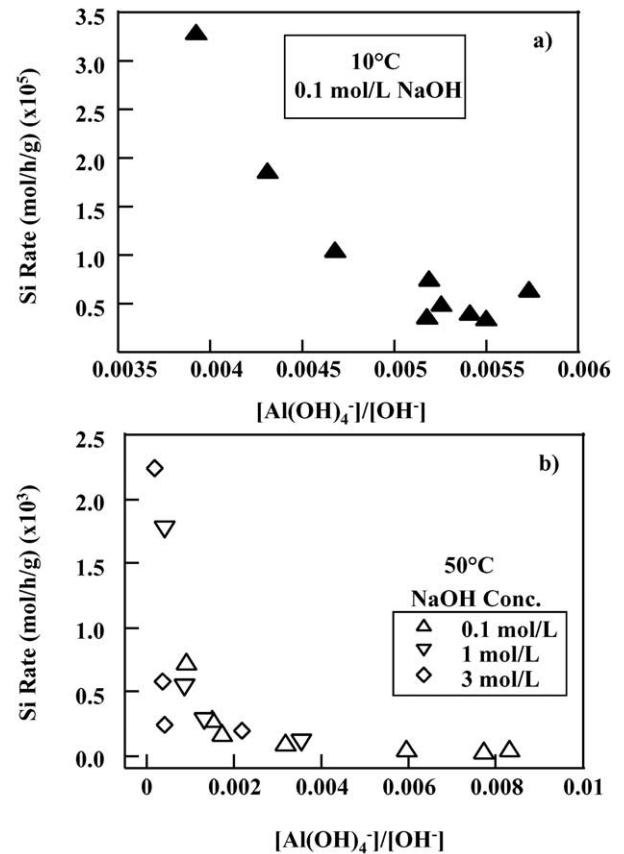 a)
10°C
0.1 mol/L NaOH
Si Rate (mol/h/g) (x10⁵)
3.5
3.0
2.5
2.0
1.0
0.5
0.0035
0.004
0.0045
0.005
0.0055
0.006
[Al(OH)₄⁻]/[OH⁻]
b)
50°C
NaOH Conc.
0.1 mol/L
1 mol/L
3 mol/L
Si Rate (mol/h/g) (x10³)
2.5
2.0
1.5
1.0
0.5
0.0
0
0.002
0.004
0.006
0.008
0.01
[Al(OH)₄⁻]/[OH⁻]